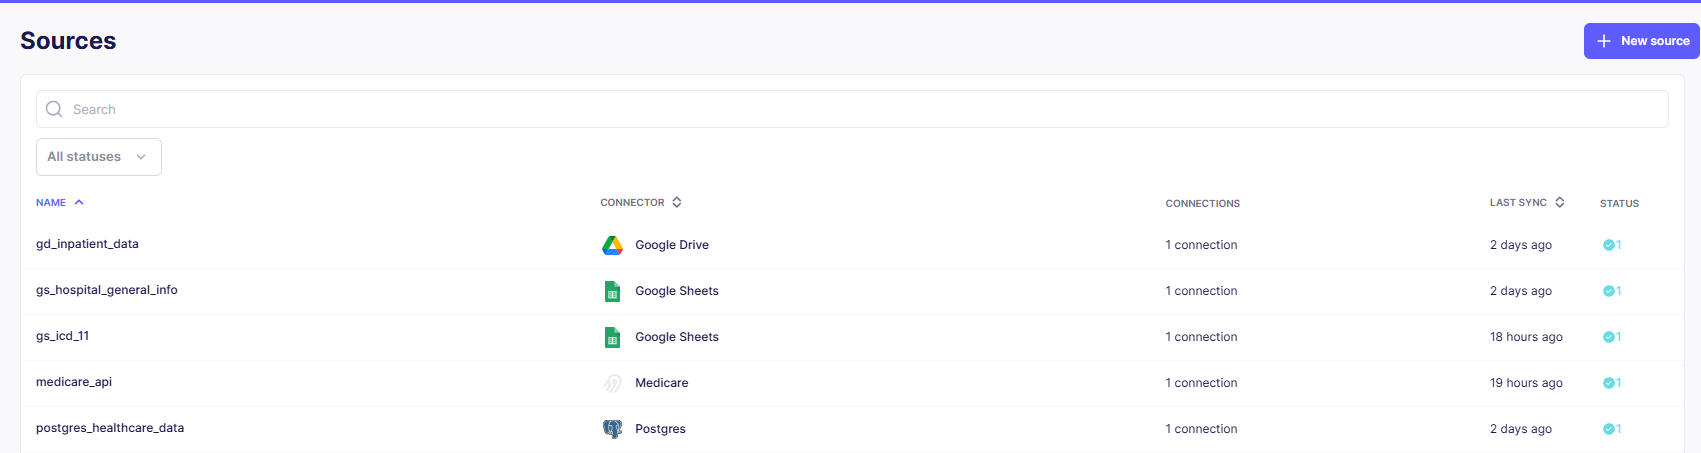 Sources
New source
Search
All statuses
NAME CONNECTOR CONNECTIONS LAST SYNC STATUS
gd_inpatient_data Google Drive 1 connection 2 days ago 1
gs_hospital_general_info Google Sheets 1 connection 2 days ago 1
gs_icd_11 Google Sheets 1 connection 18 hours ago 1
medicare_api Medicare 1 connection 19 hours ago 1
postgres_healthcare_data Postgres 1 connection 2 days ago 1